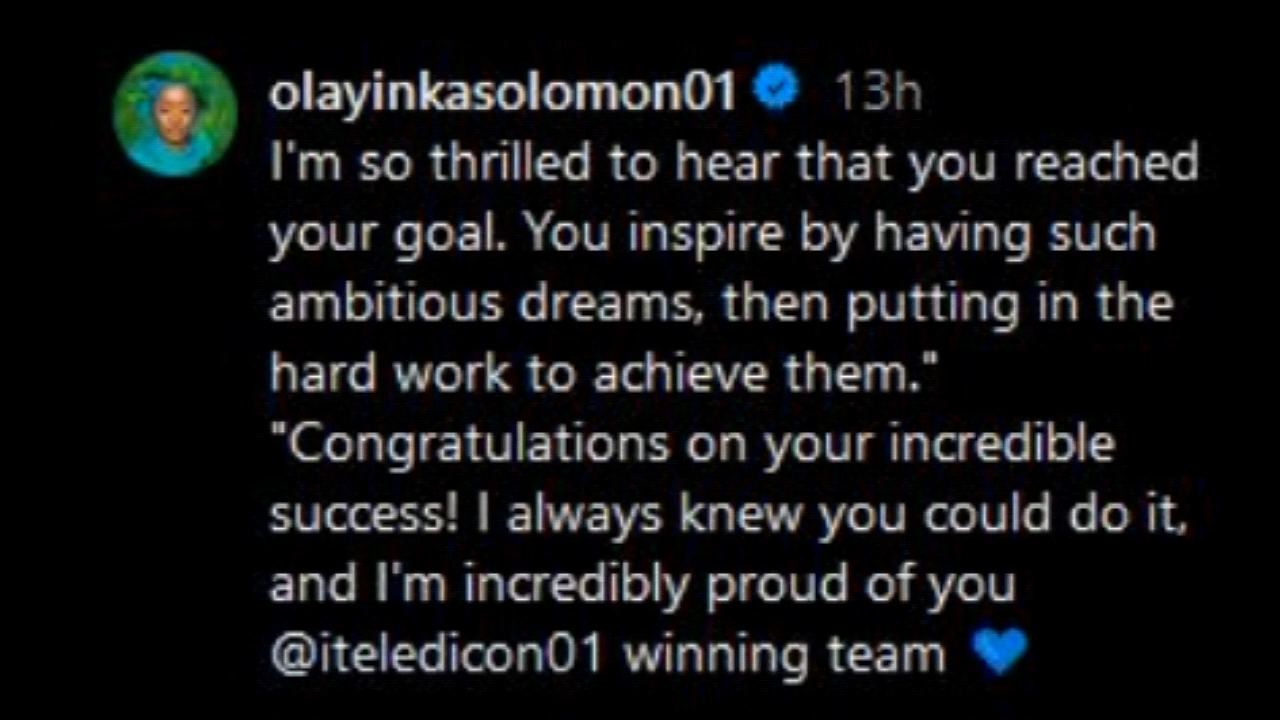 olayinkasolomon01 13h
I'm so thrilled to hear that you reached
your goal. You inspire by having such
ambitious dreams, then putting in the
hard work to achieve them."
"Congratulations on your incredible
success! I always knew you could do it,
and I'm incredibly proud of you
@iteledicon01 winning team 💙